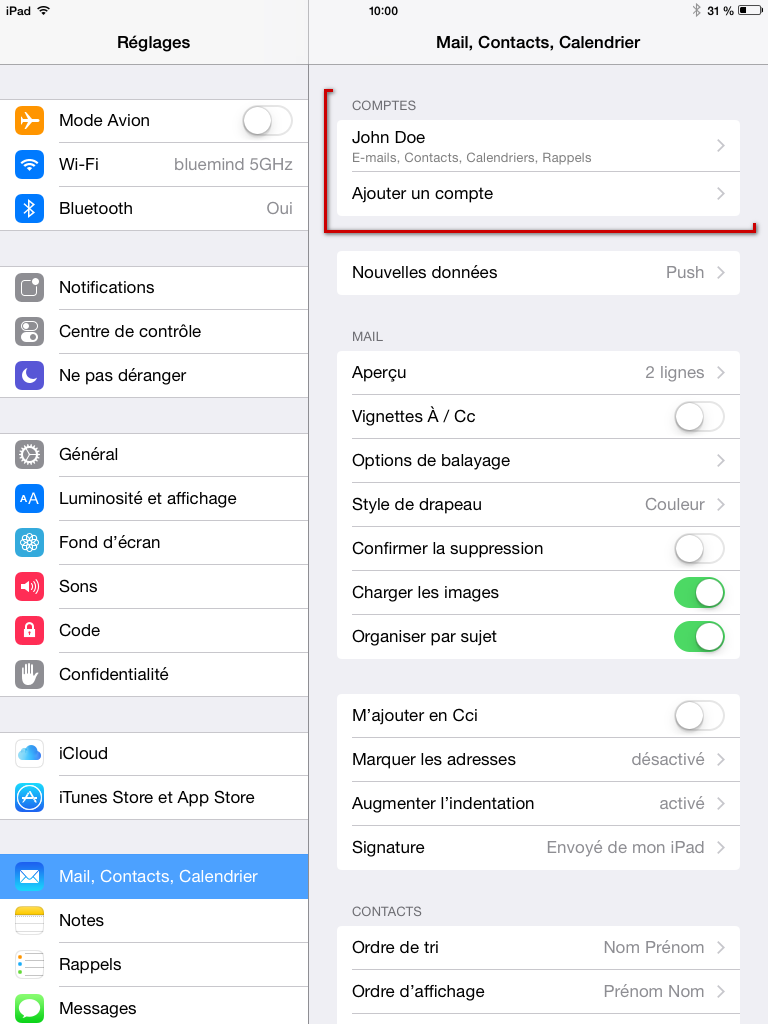 iPad
10:00
31 %
Réglages
Mode Avion
Wi-Fi bluemind 5GHz
Bluetooth Oui
Notifications
Centre de contrôle
Ne pas déranger
Général
AA Luminosité et affichage
Fond d’écran
Sons
Code
Confidentialité
iCloud
iTunes Store et App Store
Mail, Contacts, Calendrier
Notes
Rappels
Messages
Mail, Contacts, Calendrier
COMPTES
John Doe
E-mails, Contacts, Calendriers, Rappels
Ajouter un compte
Nouvelles données Push
MAIL
Aperçu 2 lignes
Vignettes À / Cc
Options de balayage
Style de drapeau Couleur
Confirmer la suppression
Charger les images
Organiser par sujet
M’ajouter en Cci
Marquer les adresses désactivé
Augmenter l’indentation activé
Signature Envoyé de mon iPad
CONTACTS
Ordre de tri Nom Prénom
Ordre d’affichage Prénom Nom